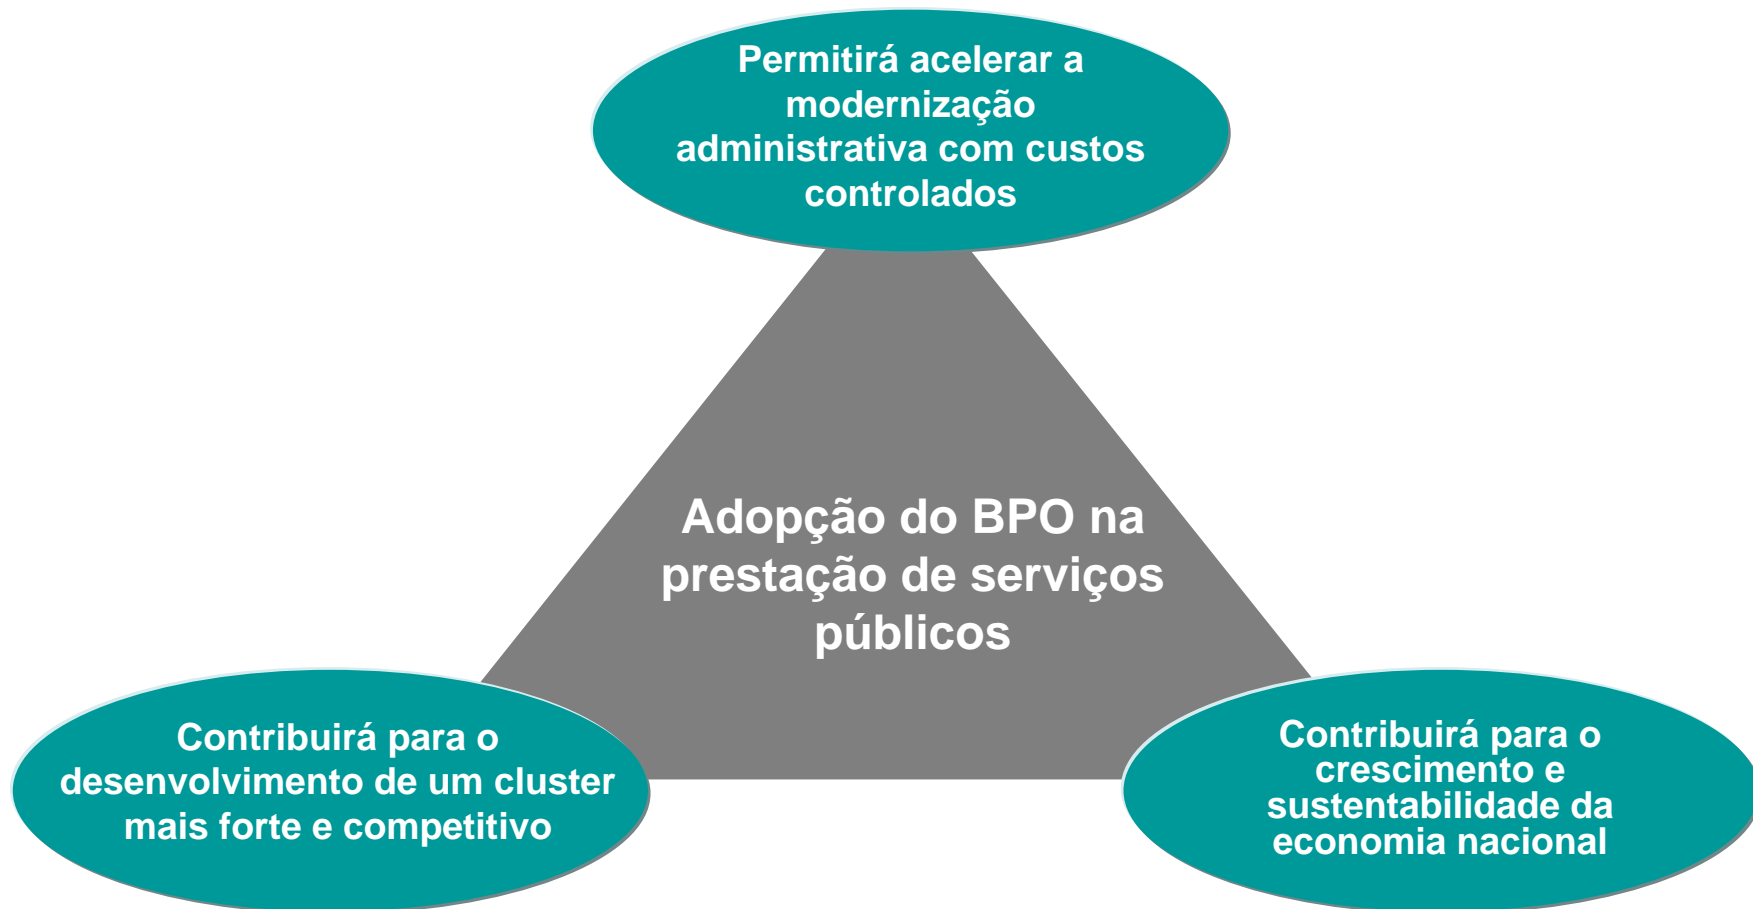 Permitirá acelerar a
modernização
administrativa com custos
controlados
Adopção do BPO na
prestação de serviços
públicos
Contribuirá para o
desenvolvimento de um cluster
mais forte e competitivo
Contribuirá para o
crescimento e
sustentabilidade da
economia nacional